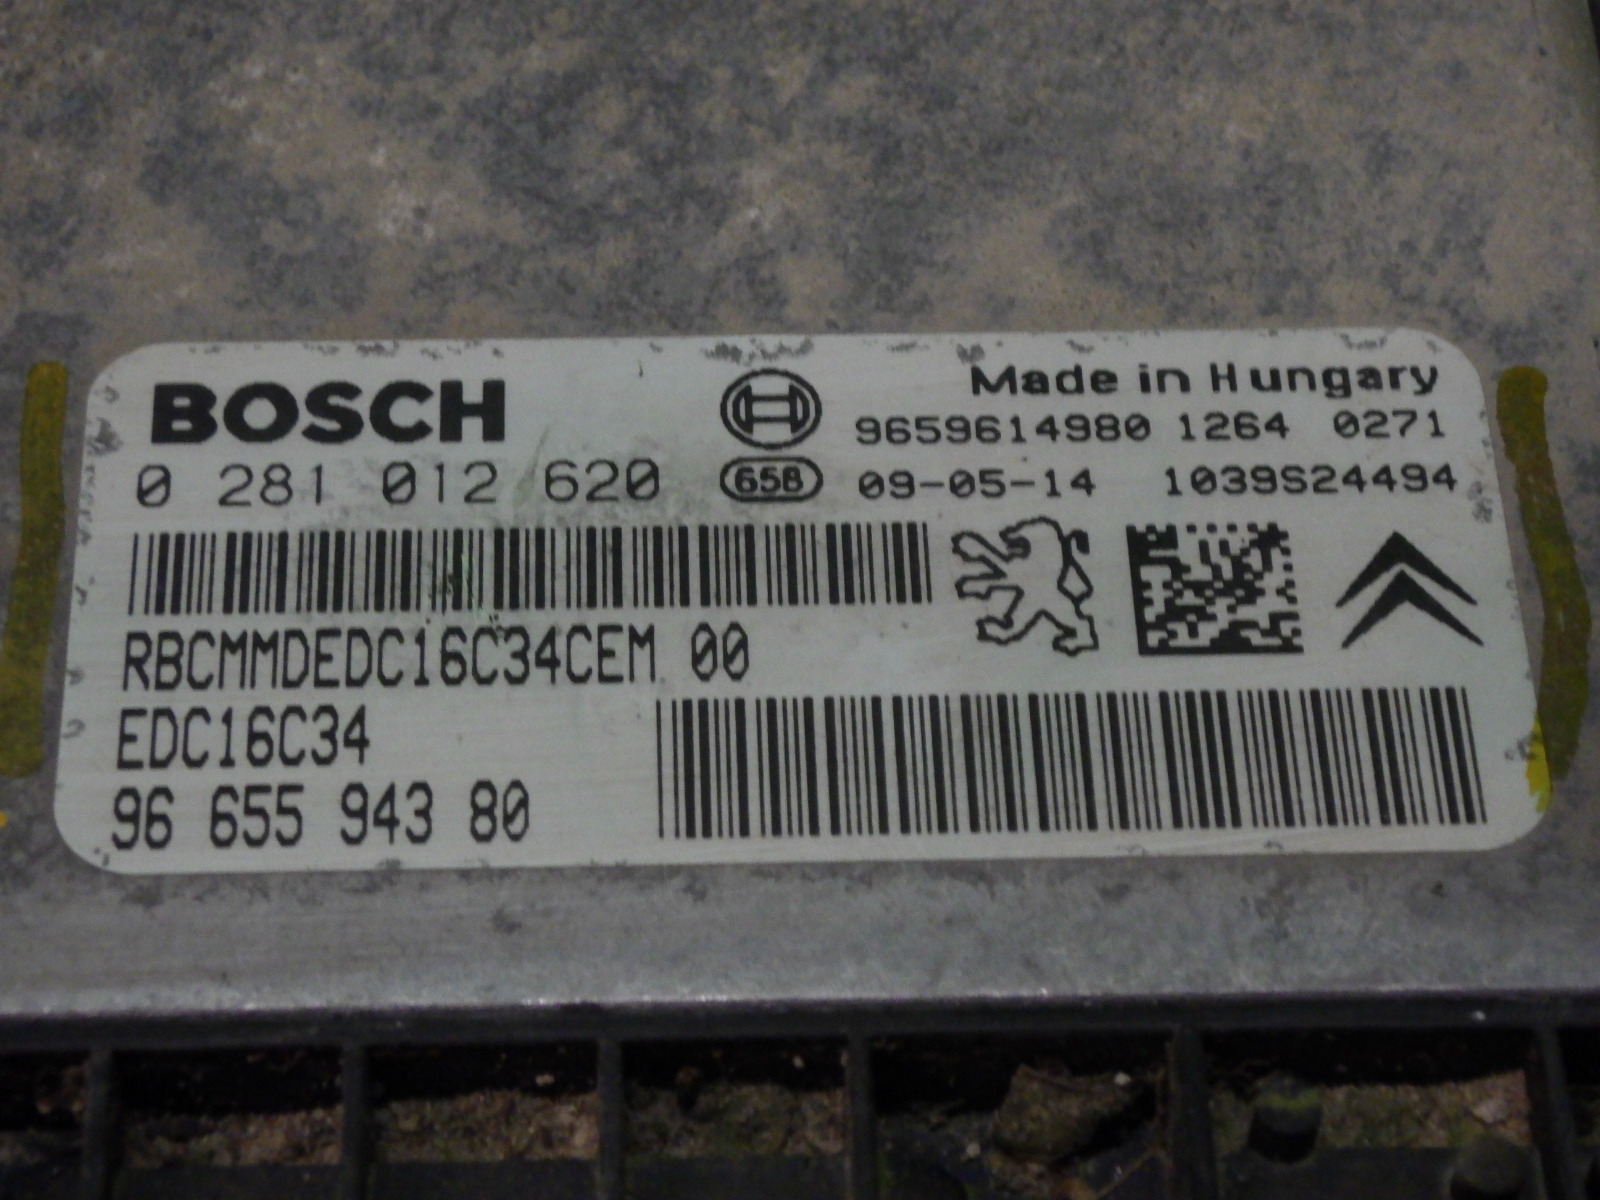 BOSCH
Made in Hungary
9659614980 1264 0271
0 281 012 620
658 09-05-14 1039S24494
RBCMMDEDC16C34CEM 00
EDC16C34
96 655 943 80